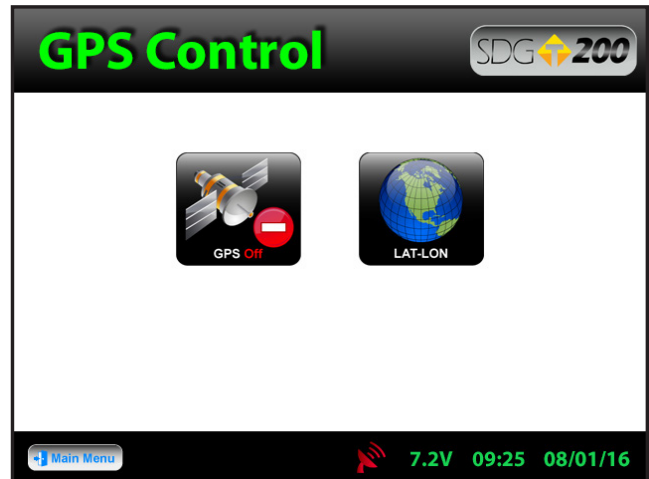 GPS Control
SDG T 200
GPS Off
LAT-LON
Main Menu
7.2V 09:25 08/01/16